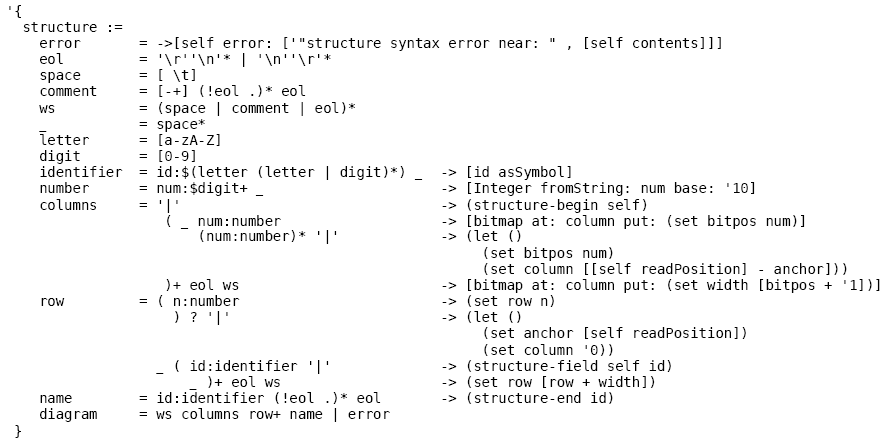 '{
  structure :=
    error       = ->[self error: ['"structure syntax error near: " , [self contents]]]
    eol         = '\r''\n'* | '\n''\r'*
    space       = [ \t]
    comment     = [-+] (!eol .)* eol
    ws          = (space | comment | eol)*
    _           = space*
    letter      = [a-zA-Z]
    digit       = [0-9]
    identifier  = id:$(letter (letter | digit)*) _  -> [id asSymbol]
    number      = num:$digit+ _                     -> [Integer fromString: num base: '10]
    columns     = '|'                               -> (structure-begin self)
                   ( _ num:number                   -> [bitmap at: column put: (set bitpos num)]
                       (num:number)* '|'            -> (let ()
                                                         (set bitpos num)
                                                         (set column [[self readPosition] - anchor]))
                   )+ eol ws                        -> [bitmap at: column put: (set width [bitpos + '1])]
    row         = ( n:number                        -> (set row n)
                    ) ? '|'                         -> (let ()
                                                         (set anchor [self readPosition])
                                                         (set column '0))
                  _ ( id:identifier '|'             -> (structure-field self id)
                      _ )+ eol ws                   -> (set row [row + width])
    name        = id:identifier (!eol .)* eol       -> (structure-end id)
    diagram     = ws columns row+ name | error
 }